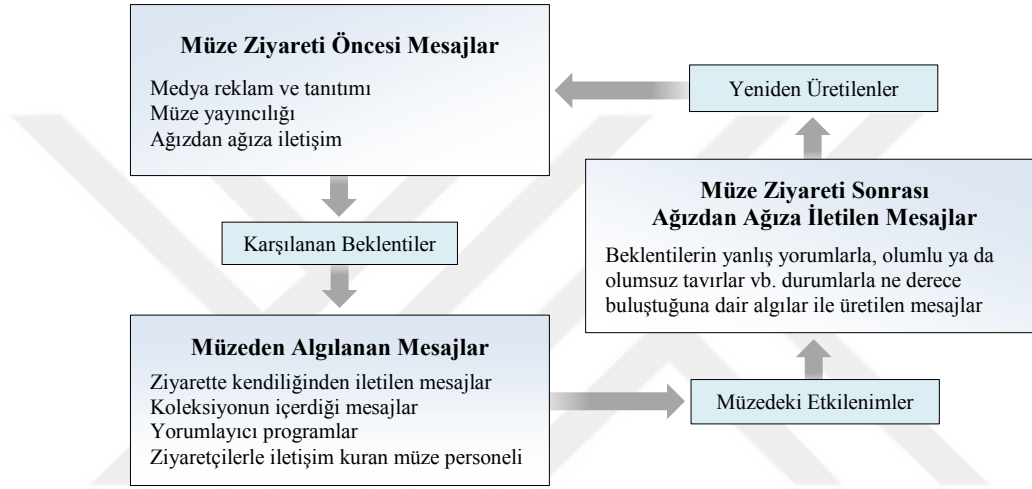 Müze Ziyareti Öncesi Mesajlar
Medya reklam ve tanıtımı
Müze yayıncılığı
Ağızdan ağıza iletişim
Karşılanan Beklentiler
Müzeden Algılanan Mesajlar
Ziyarette kendiliğinden iletilen mesajlar
Koleksiyonun içerdiği mesajlar
Yorumlayıcı programlar
Ziyaretçilerle iletişim kuran müze personeli
Müzedeki Etkilenimler
Müze Ziyareti Sonrası
Ağızdan Ağıza İletilen Mesajlar
Beklentilerin yanlış yorumlarla, olumlu ya da
olumsuz tavırlar vb. durumlarla ne derece
buluştuğuna dair algılar ile üretilen mesajlar
Yeniden Üretilenler